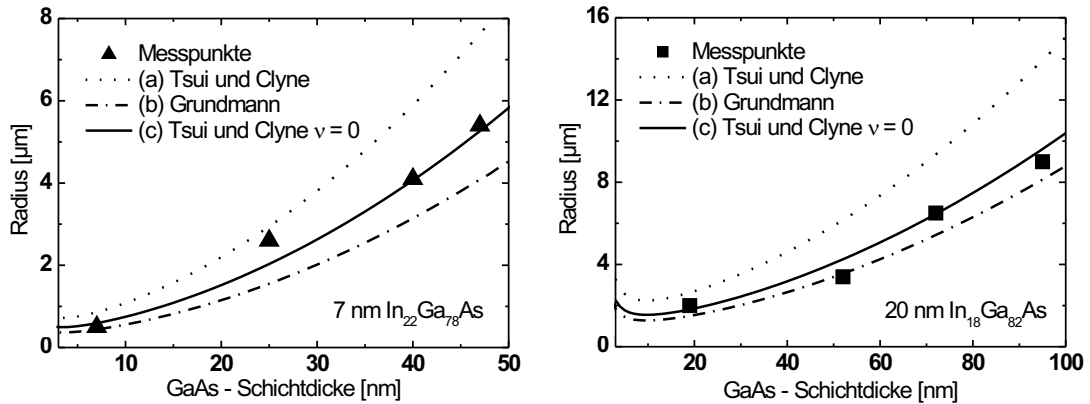 8
6
4
2
0
Radius [µm]
Messpunkte
(a) Tsui und Clyne
(b) Grundmann
(c) Tsui und Clyne ν = 0
7 nm In22Ga78As
10 20 30 40 50
GaAs - Schichtdicke [nm]
16
12
8
4
0
Radius [µm]
Messpunkte
(a) Tsui und Clyne
(b) Grundmann
(c) Tsui und Clyne ν = 0
20 nm In18Ga82As
20 40 60 80 100
GaAs - Schichtdicke [nm]